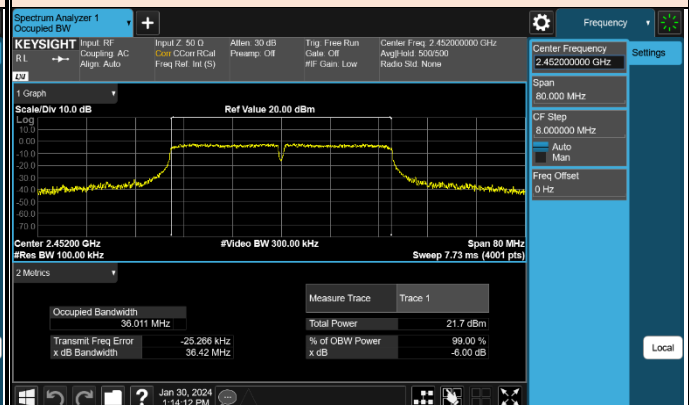 Spectrum Analyzer 1
Occupied BW
Frequency
KEYSIGHT
R L
LXI
Input: RF
Coupling: AC
Align: Auto
Input Z: 50 Ω
Corr CCorr RCal
Freq Ref: Int (S)
Atten: 30 dB
Preamp: Off
Trig: Free Run
Gate: Off
#IF Gain: Low
Center Freq: 2.452000000 GHz
Avg|Hold: 500/500
Radio Std: None
Center Frequency
2.452000000 GHz
Settings
Span
80.000 MHz
CF Step
8.000000 MHz
Auto
Man
Freq Offset
0 Hz
1 Graph
Scale/Div 10.0 dB
Ref Value 20.00 dBm
Log
10.0
0.00
-10.0
-20.0
-30.0
-40.0
-50.0
-60.0
-70.0
Center 2.45200 GHz
#Video BW 300.00 kHz
Span 80 MHz
#Res BW 100.00 kHz
Sweep 7.73 ms (4001 pts)
2 Metrics
Measure Trace
Trace 1
Occupied Bandwidth
36.011 MHz
Total Power
21.7 dBm
Transmit Freq Error
-25.266 kHz
% of OBW Power
99.00 %
x dB Bandwidth
36.42 MHz
x dB
-6.00 dB
Local
?
Jan 30, 2024
1:14:12 PM